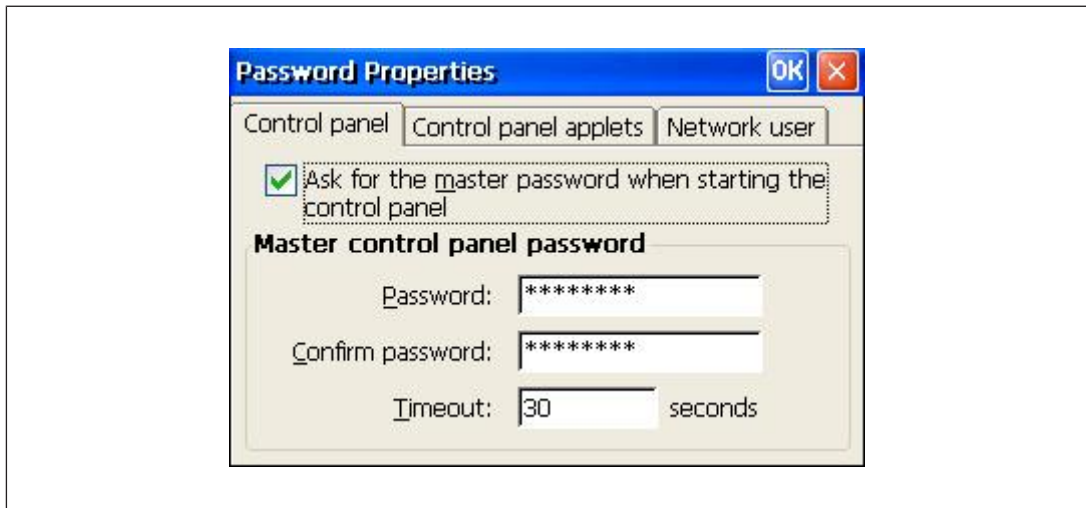 Password Properties OK
Control panel Control panel applets Network user
Ask for the master password when starting the
control panel
Master control panel password
Password: ********
Confirm password: ********
Timeout: 30 seconds